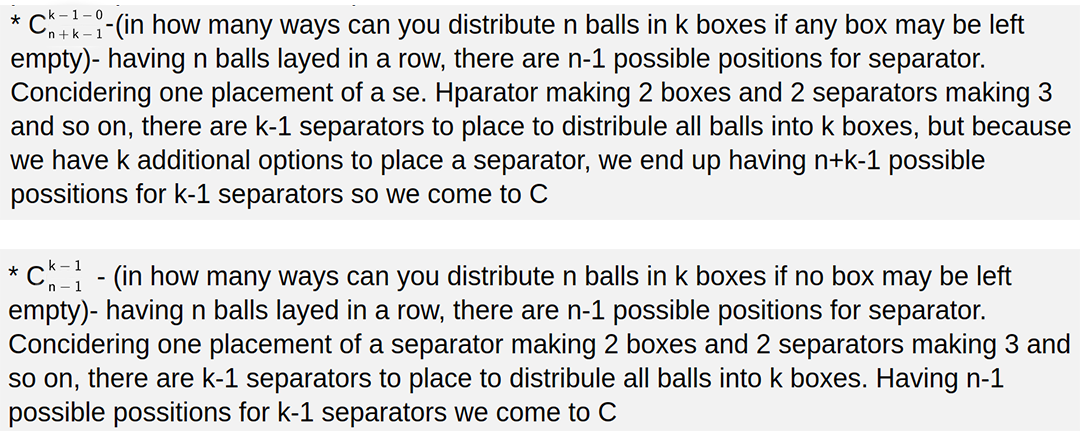 * C^{k-1-0}_{n+k-1}-(in how many ways can you distribute n balls in k boxes if any box may be left
empty)- having n balls layed in a row, there are n-1 possible positions for separator.
Concidering one placement of a se. Hparator making 2 boxes and 2 separators making 3
and so on, there are k-1 separators to place to distribule all balls into k boxes, but because
we have k additional options to place a separator, we end up having n+k-1 possible
possitions for k-1 separators so we come to C
* C^{k-1}_{n-1} - (in how many ways can you distribute n balls in k boxes if no box may be left
empty)- having n balls layed in a row, there are n-1 possible positions for separator.
Concidering one placement of a separator making 2 boxes and 2 separators making 3 and
so on, there are k-1 separators to place to distribule all balls into k boxes. Having n-1
possible possitions for k-1 separators we come to C